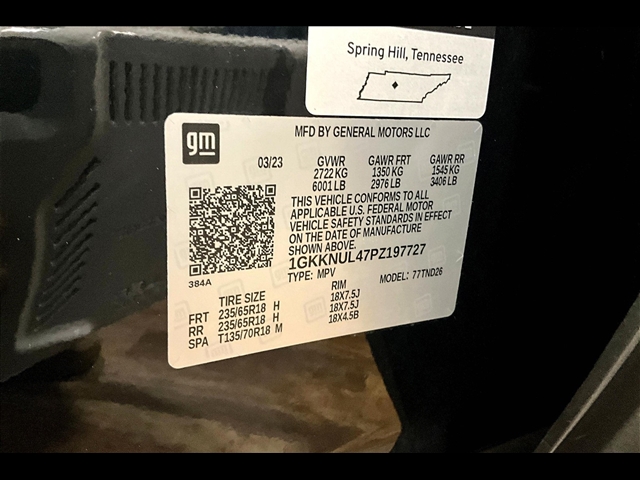 Spring Hill, Tennessee
gm
MFD BY GENERAL MOTORS LLC
03/23 GVWR GAWR FRT GAWR RR
2722 KG 1350 KG 1545 KG
6001 LB 2976 LB 3406 LB
THIS VEHICLE CONFORMS TO ALL
APPLICABLE U.S. FEDERAL MOTOR
VEHICLE SAFETY STANDARDS IN EFFECT
ON THE DATE OF MANUFACTURE
SHOWN ABOVE.
1GKKNUL47PZ197727
384A
TYPE: MPV MODEL: 77TND26
TIRE SIZE RIM
FRT 235/65R18 H 18X7.5J
RR 235/65R18 H 18X7.5J
SPA T135/70R18 M 18X4.5B